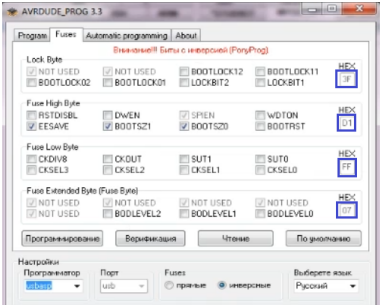 AVRDUDE_PROG 3.3
Program Fuses Automatic programming About
Внимание!!! Биты с инверсией (PonyProg)
Lock Byte HEX
NOT USED NOT USED BOOTLOCK12 BOOTLOCK11 3F
BOOTLOCK02 BOOTLOCK01 LOCKBIT2 LOCKBIT1
Fuse High Byte HEX
RSTDISBL DWEN SPIEN WDTON D1
EESAVE BOOTSZ1 BOOTSZ0 BOOTRST
Fuse Low Byte HEX
CKDIV8 CKOUT SUT1 SUT0 FF
CKSEL3 CKSEL2 CKSEL1 CKSEL0
Fuse Extended Byte (Fuse Byte) HEX
NOT USED NOT USED NOT USED NOT USED 07
NOT USED BODLEVEL2 BODLEVEL1 BODLEVEL0
Программирование Верификация Чтение По умолчанию
Настройки
Программатор Порт Fuses Выберете язык
usbasp usb прямые инверсные Русский